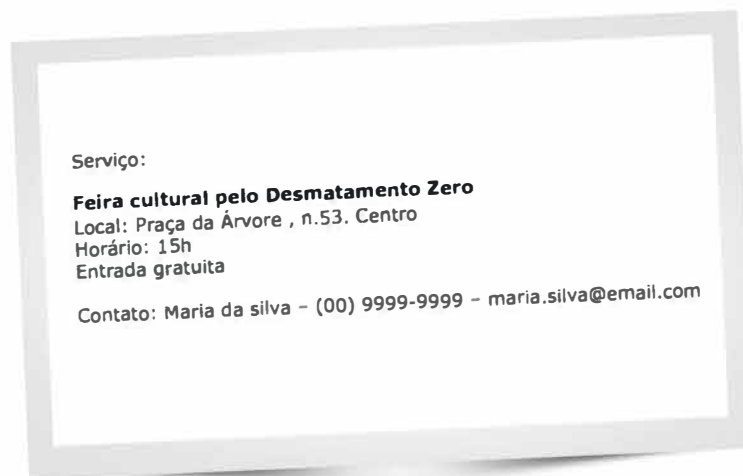 Serviço:
Feira cultural pelo Desmatamento Zero
Local: Praça da Árvore , n.53. Centro
Horário: 15h
Entrada gratuita
Contato: Maria da silva – (00) 9999-9999 – maria.silva@email.com